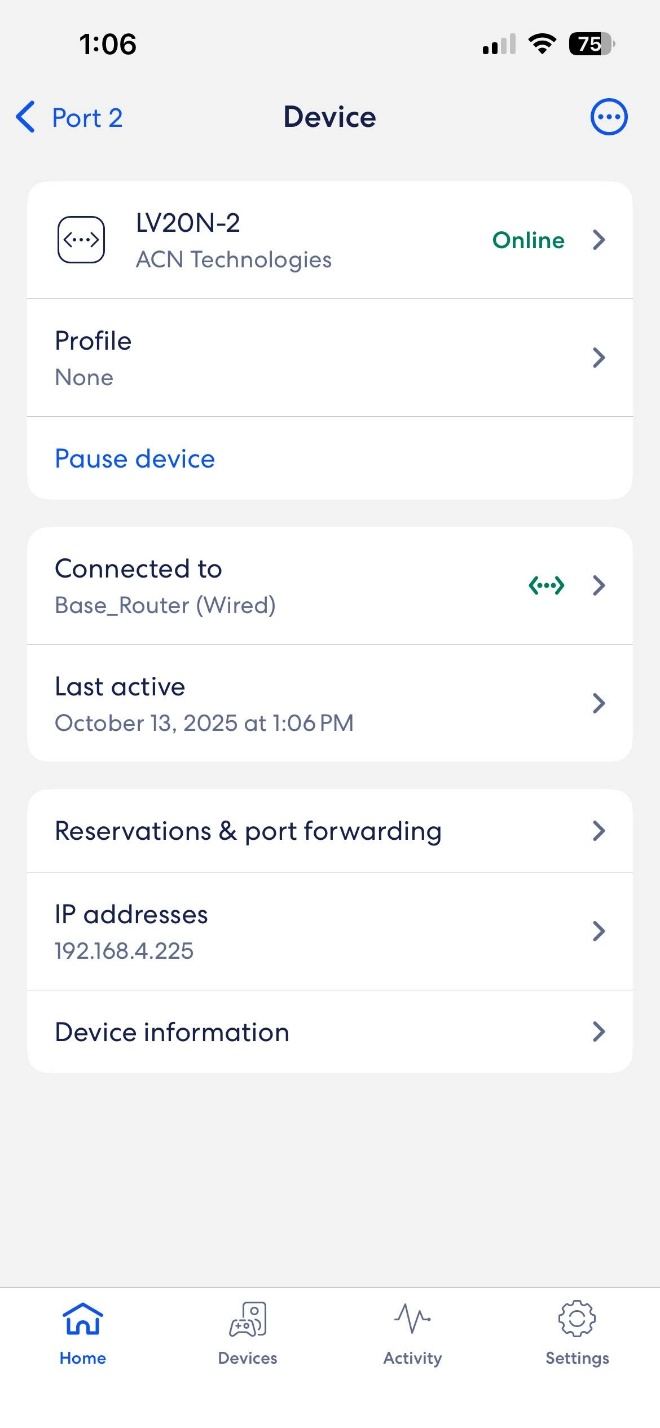 1:06
75
Port 2
Device
LV20N-2
ACN Technologies
Online
Profile
None
Pause device
Connected to
Base_Router (Wired)
Last active
October 13, 2025 at 1:06 PM
Reservations & port forwarding
IP addresses
192.168.4.225
Device information
Home
Devices
Activity
Settings